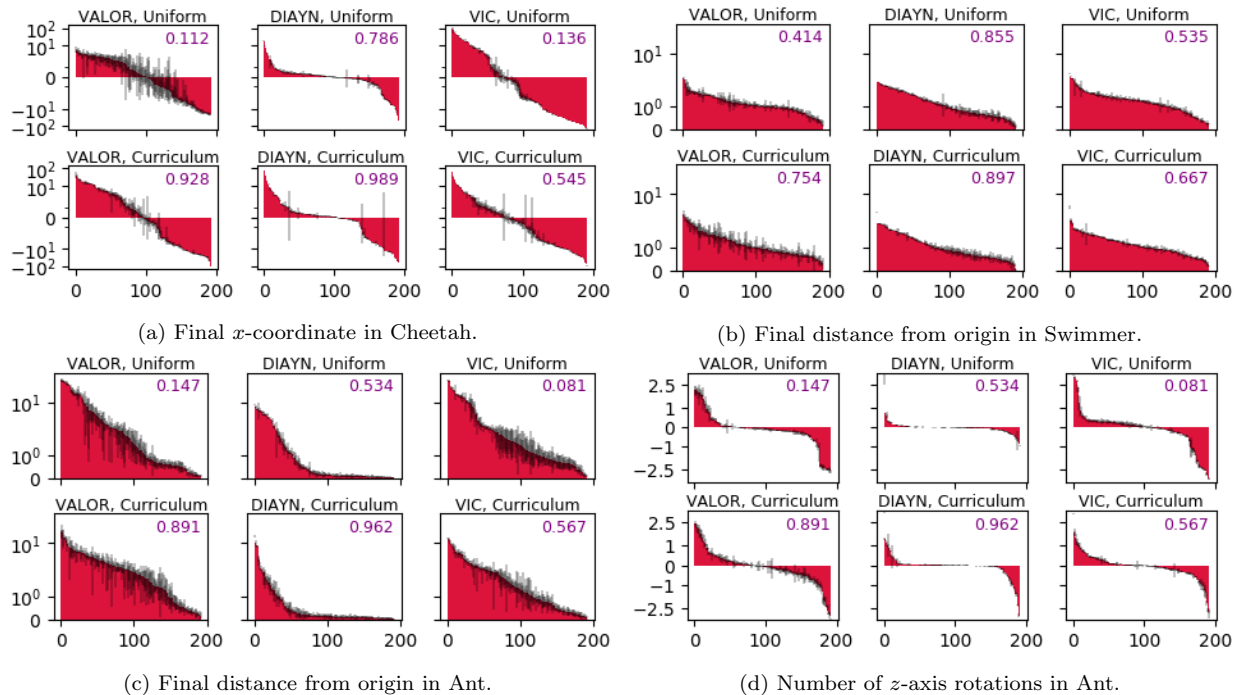 VALOR, Uniform DIAYN, Uniform VIC, Uniform
10² 10¹ 0 −10¹ −10²
0.112 0.786 0.136
VALOR, Curriculum DIAYN, Curriculum VIC, Curriculum
10² 10¹ 0 −10¹ −10²
0.928 0.989 0.545
0 100 200 0 100 200 0 100 200
(a) Final x-coordinate in Cheetah.
VALOR, Uniform DIAYN, Uniform VIC, Uniform
10¹ 10⁰ 0
0.414 0.855 0.535
VALOR, Curriculum DIAYN, Curriculum VIC, Curriculum
10¹ 10⁰ 0
0.754 0.897 0.667
0 100 200 0 100 200 0 100 200
(b) Final distance from origin in Swimmer.
VALOR, Uniform DIAYN, Uniform VIC, Uniform
10¹ 10⁰ 0
0.147 0.534 0.081
VALOR, Curriculum DIAYN, Curriculum VIC, Curriculum
10¹ 10⁰ 0
0.891 0.962 0.567
0 100 200 0 100 200 0 100 200
(c) Final distance from origin in Ant.
VALOR, Uniform DIAYN, Uniform VIC, Uniform
2.5 1 0 −1 −2.5
0.147 0.534 0.081
VALOR, Curriculum DIAYN, Curriculum VIC, Curriculum
2.5 1 0 −1 −2.5
0.891 0.962 0.567
0 100 200 0 100 200 0 100 200
(d) Number of z-axis rotations in Ant.